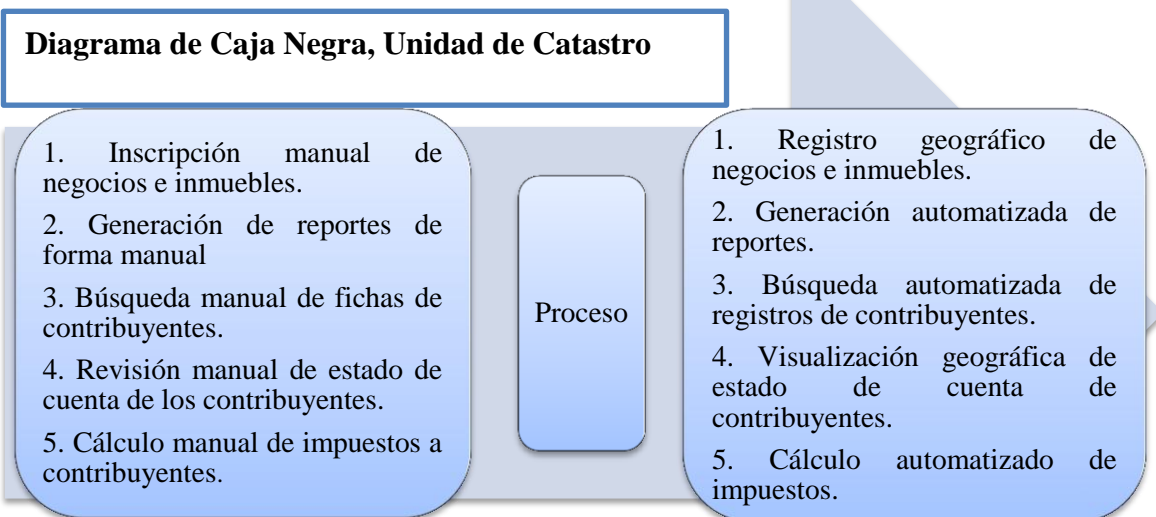 Diagrama de Caja Negra, Unidad de Catastro
1. Inscripción manual de
negocios e inmuebles.
2. Generación de reportes de
forma manual
3. Búsqueda manual de fichas de
contribuyentes.
4. Revisión manual de estado de
cuenta de los contribuyentes.
5. Cálculo manual de impuestos a
contribuyentes.
Proceso
1. Registro geográfico de
negocios e inmuebles.
2. Generación automatizada de
reportes.
3. Búsqueda automatizada de
registros de contribuyentes.
4. Visualización geográfica de
estado de cuenta de
contribuyentes.
5. Cálculo automatizado de
impuestos.